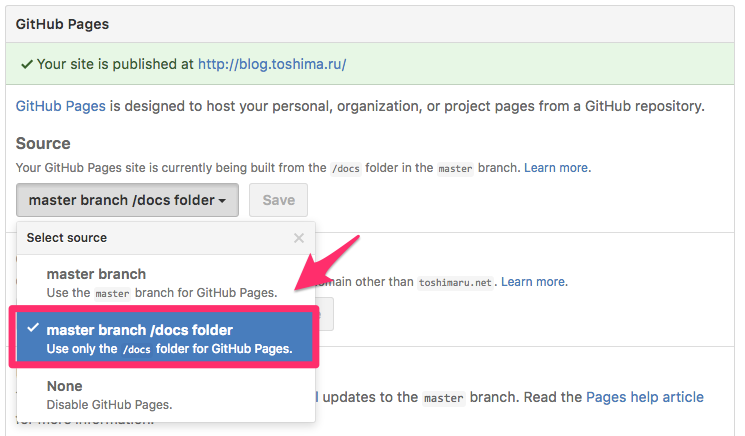 GitHub Pages
✓ Your site is published at http://blog.toshima.ru/
GitHub Pages is designed to host your personal, organization, or project pages from a GitHub repository.
Source
Your GitHub Pages site is currently being built from the /docs folder in the master branch. Learn more.
master branch /docs folder
Save
Select source
×
master branch
Use the master branch for GitHub Pages.
main other than toshimaru.net. Learn more.
✓ master branch /docs folder
Use only the /docs folder for GitHub Pages.
None
Disable GitHub Pages.
updates to the master branch. Read the Pages help article
for more information.